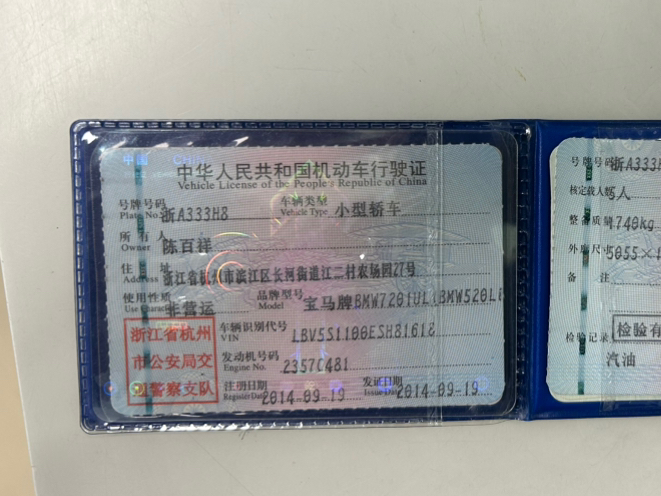 中国 CHINA
中华人民共和国机动车行驶证
Vehicle License of the People's Republic of China
号牌号码 Plate No. 浙A333H8 车辆类型 Vehicle Type 小型轿车
所有人 Owner 陈百祥
住址 Address 浙江省杭州市滨江区长河街道江二村农场园27号
使用性质 Use Character 非营运 品牌型号 Model 宝马牌BMW7201UL(BMW520Li
浙江省杭州
市公安局交
通警察支队
车辆识别代号 VIN LBV5S1100ESH81618
发动机号码 Engine No. 2357C481
注册日期 Register Date 2014-09-19 发证日期 Issue Date 2014-09-19
号牌号码 浙A333
核定载人数 5人
整备质量 1740kg
外廓尺寸 5055×1
备注
检验记录 检验有
汽油